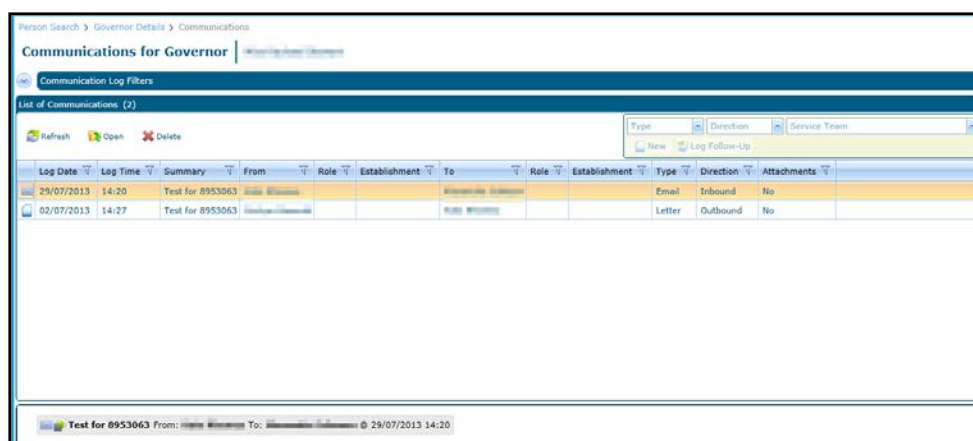 Person Search > Governor Details > Communications
Communications for Governor
Communication Log Filters
List of Communications (2)
Refresh Open Delete
Type Direction Service Team
New Log Follow-Up
Log Date Log Time Summary From Role Establishment To Role Establishment Type Direction Attachments
29/07/2013 14:20 Test for 8953063 Email Inbound No
02/07/2013 14:27 Test for 8953063 Letter Outbound No
Test for 8953063 From: To: @ 29/07/2013 14:20